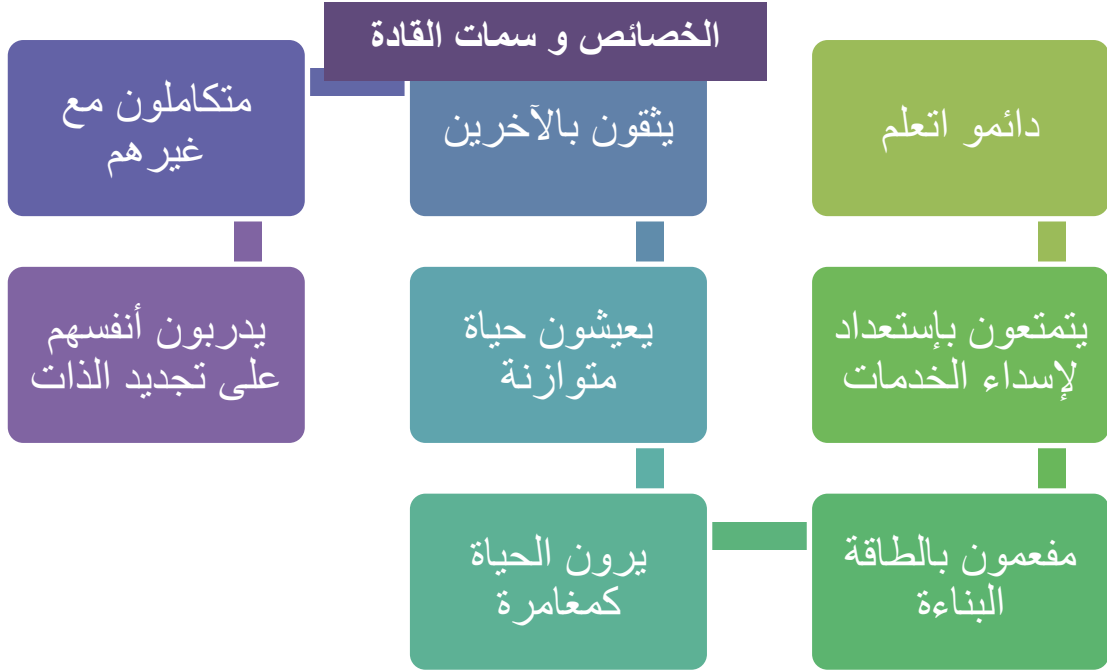 الخصائص و سمات القادة
دائمو اتعلم
يتمتعون بإستعداد
لإسداء الخدمات
مفعمون بالطاقة
البناءة
يرون الحياة
كمغامرة
يعيشون حياة
متوازنة
يثقون بالآخرين
متكاملون مع
غيرهم
يدربون أنفسهم
على تجديد الذات